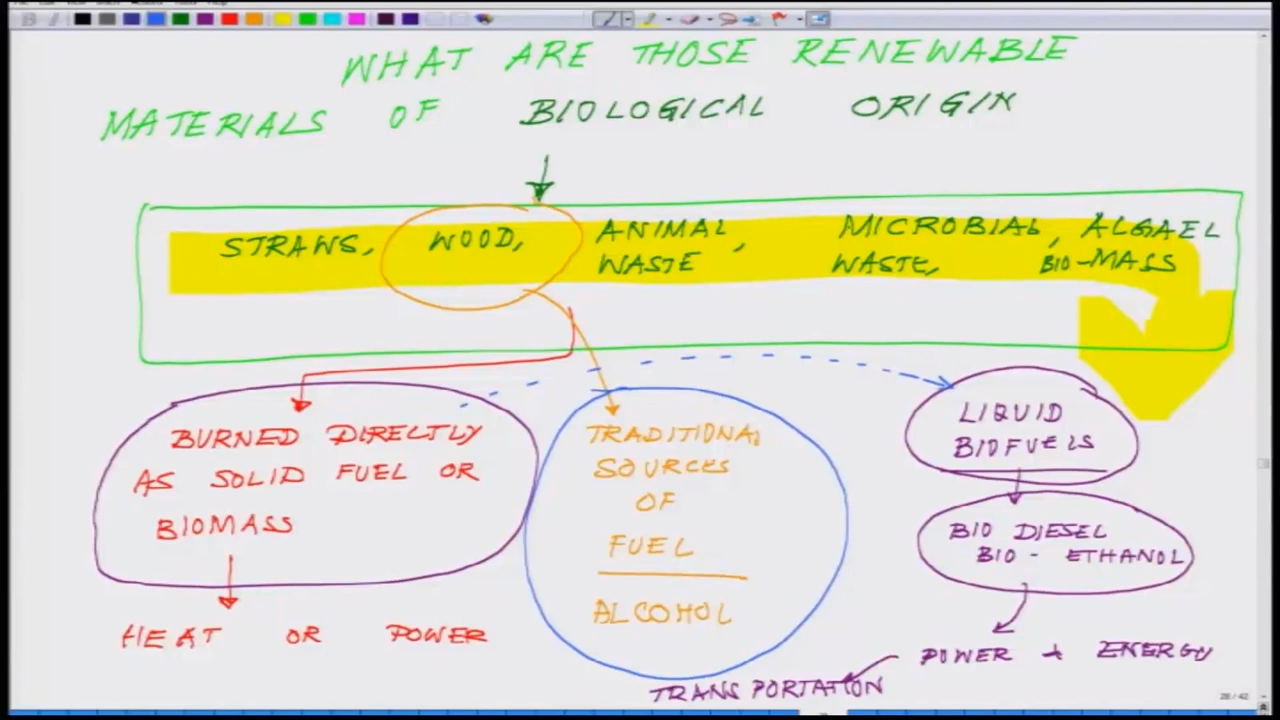 WHAT ARE THOSE RENEWABLE
MATERIALS OF BIOLOGICAL ORIGIN
STRAWS, WOOD, ANIMAL WASTE, MICROBIAL WASTE, ALGAEL BIO-MASS
BURNED DIRECTLY
AS SOLID FUEL OR
BIOMASS
HEAT OR POWER
TRADITIONAL
SOURCES
OF
FUEL
ALCOHOL
LIQUID
BIOFUELS
BIO DIESEL
BIO - ETHANOL
POWER + ENERGY
TRANSPORTATION
28 / 42